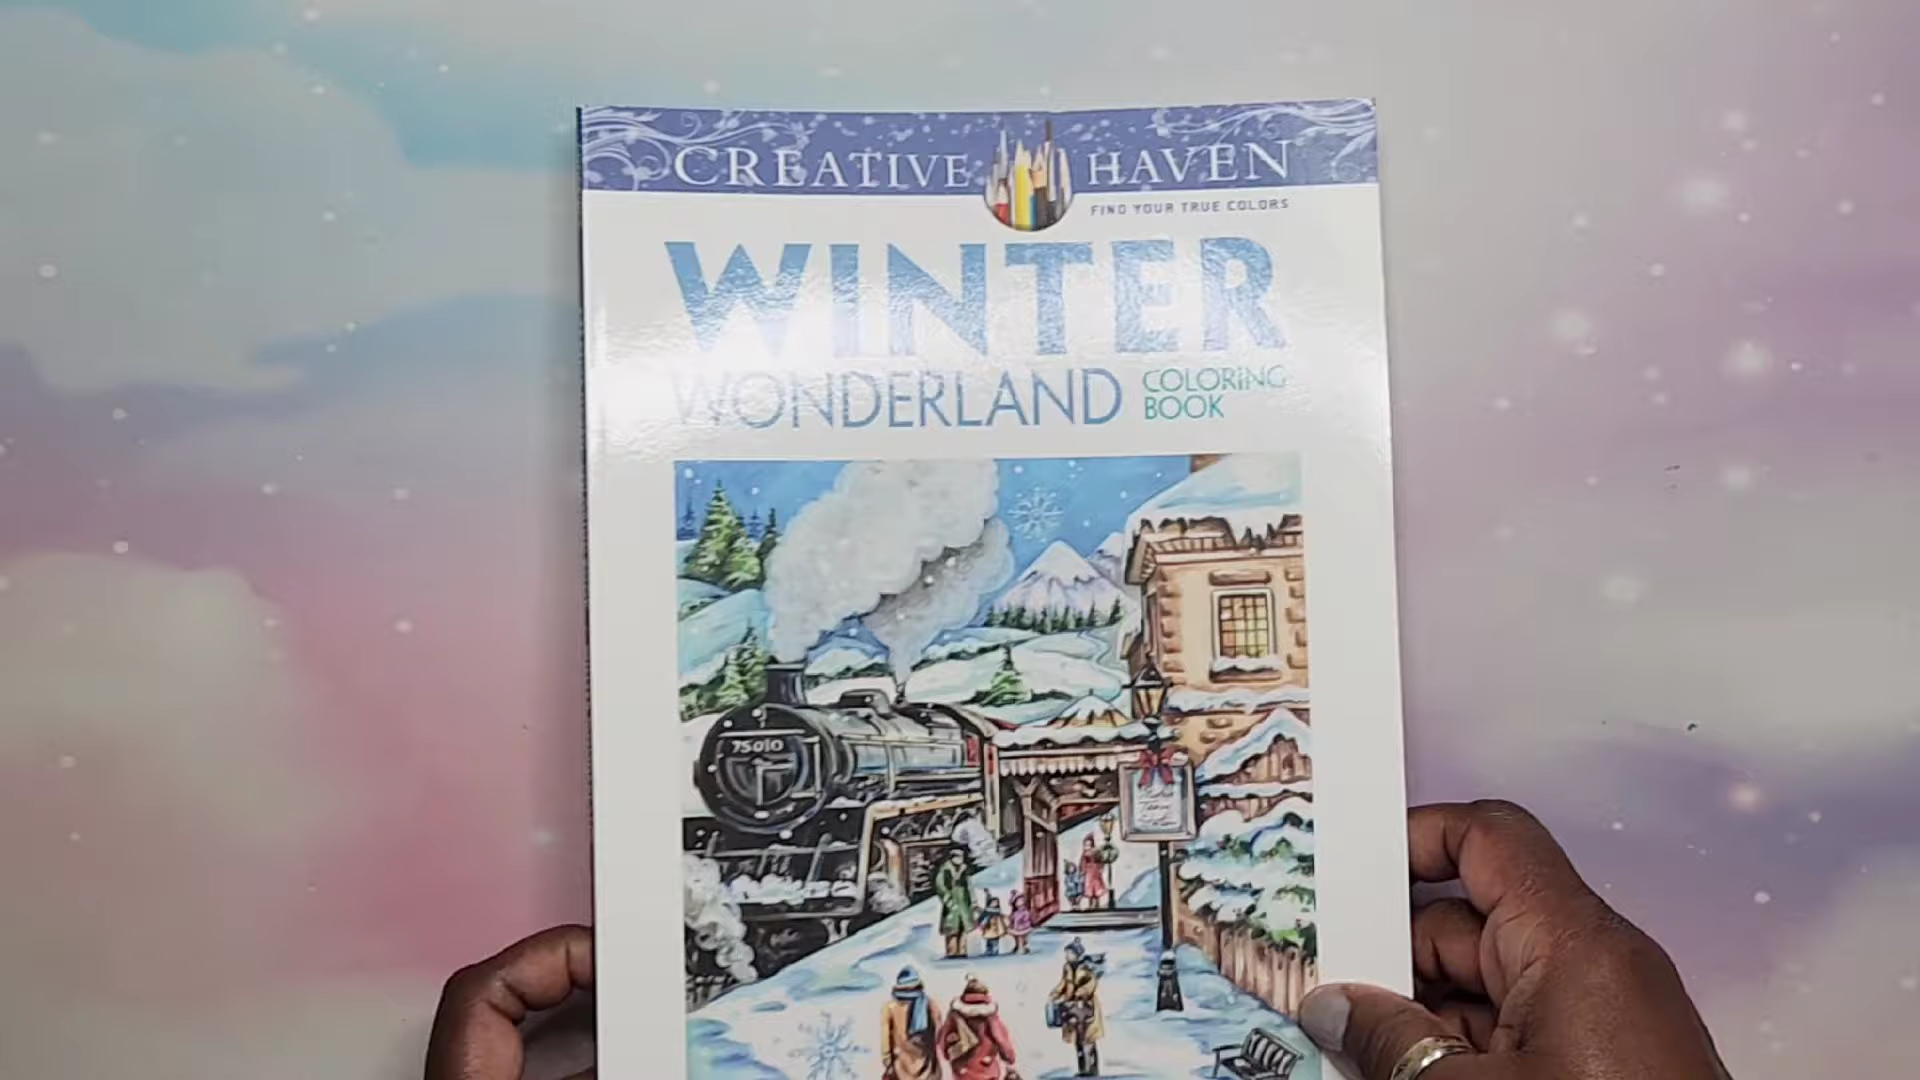 CREATIVE HAVEN
FIND YOUR TRUE COLORS
WINTER
WONDERLAND
COLORING
BOOK
75010